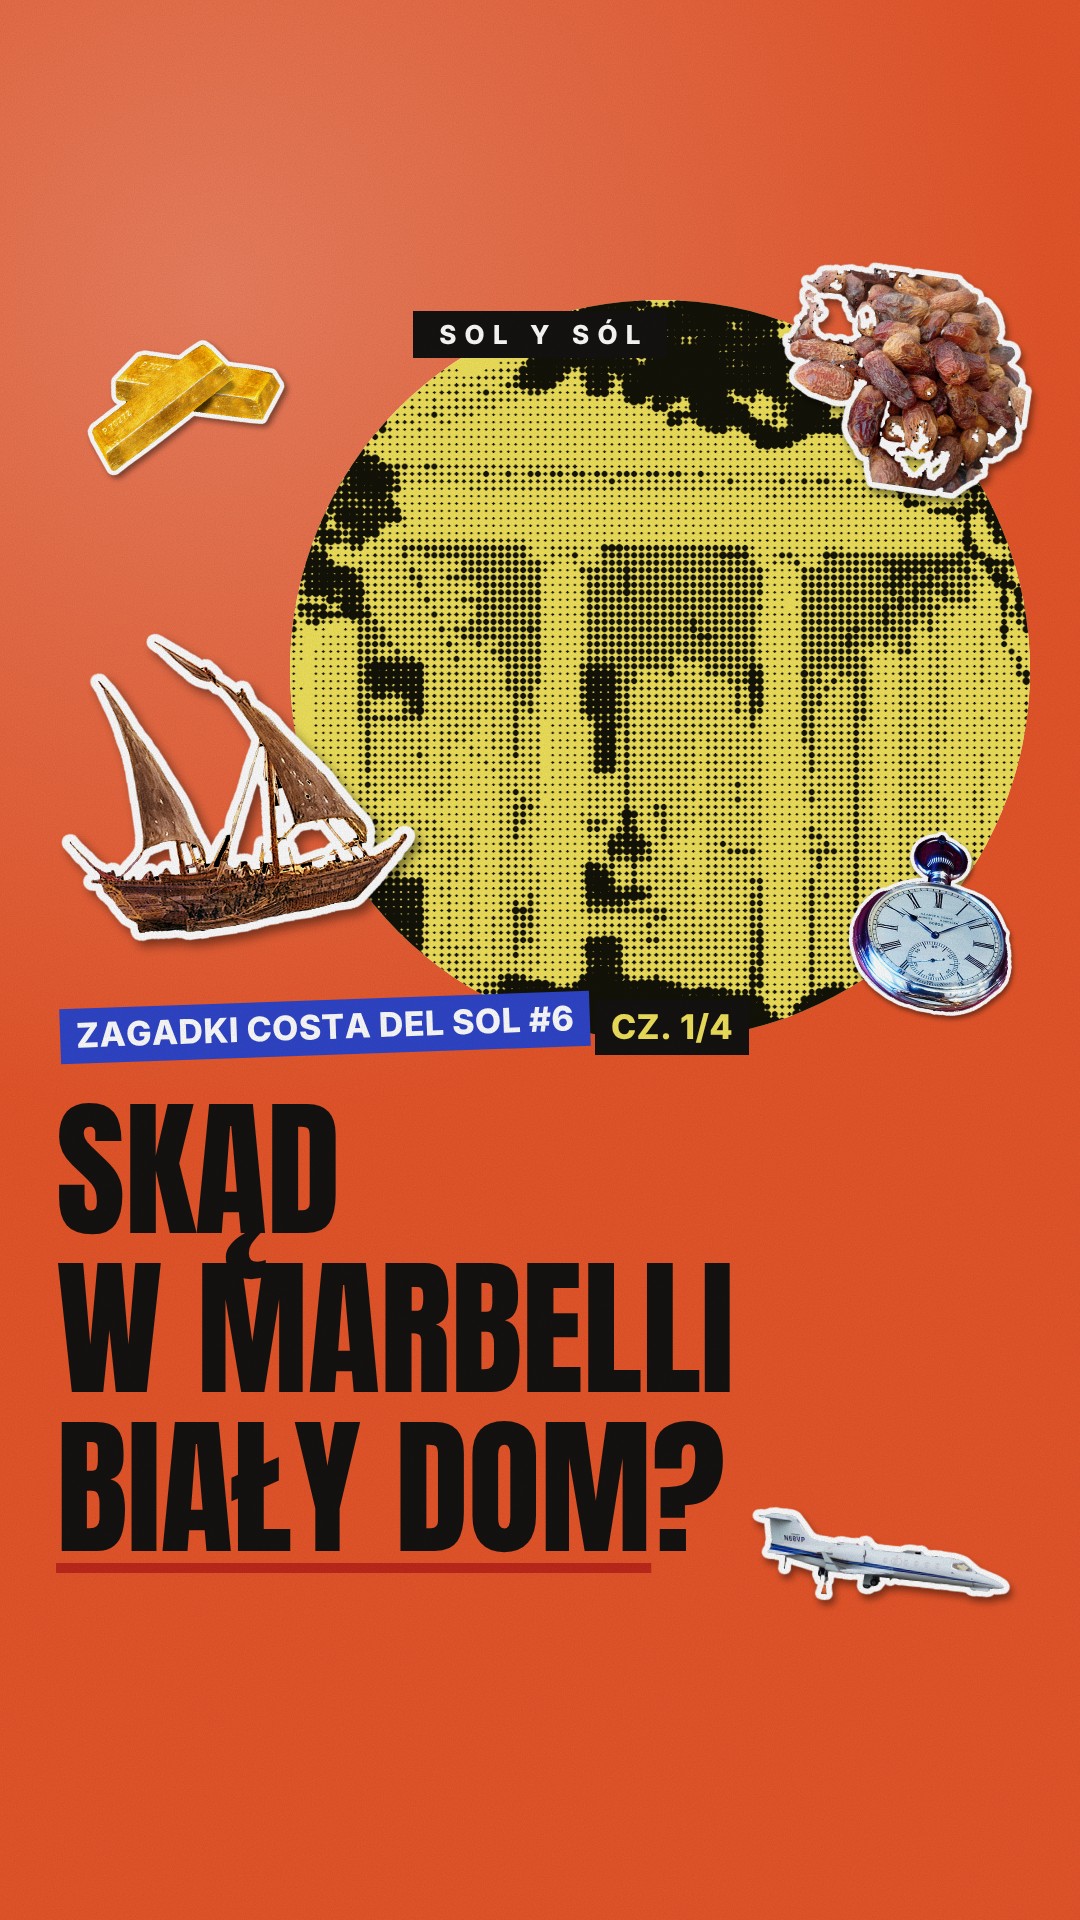 SOL Y SÓL
ZAGADKI COSTA DEL SOL #6
CZ. 1/4
SKĄD
W MARBELLI
BIAŁY DOM?